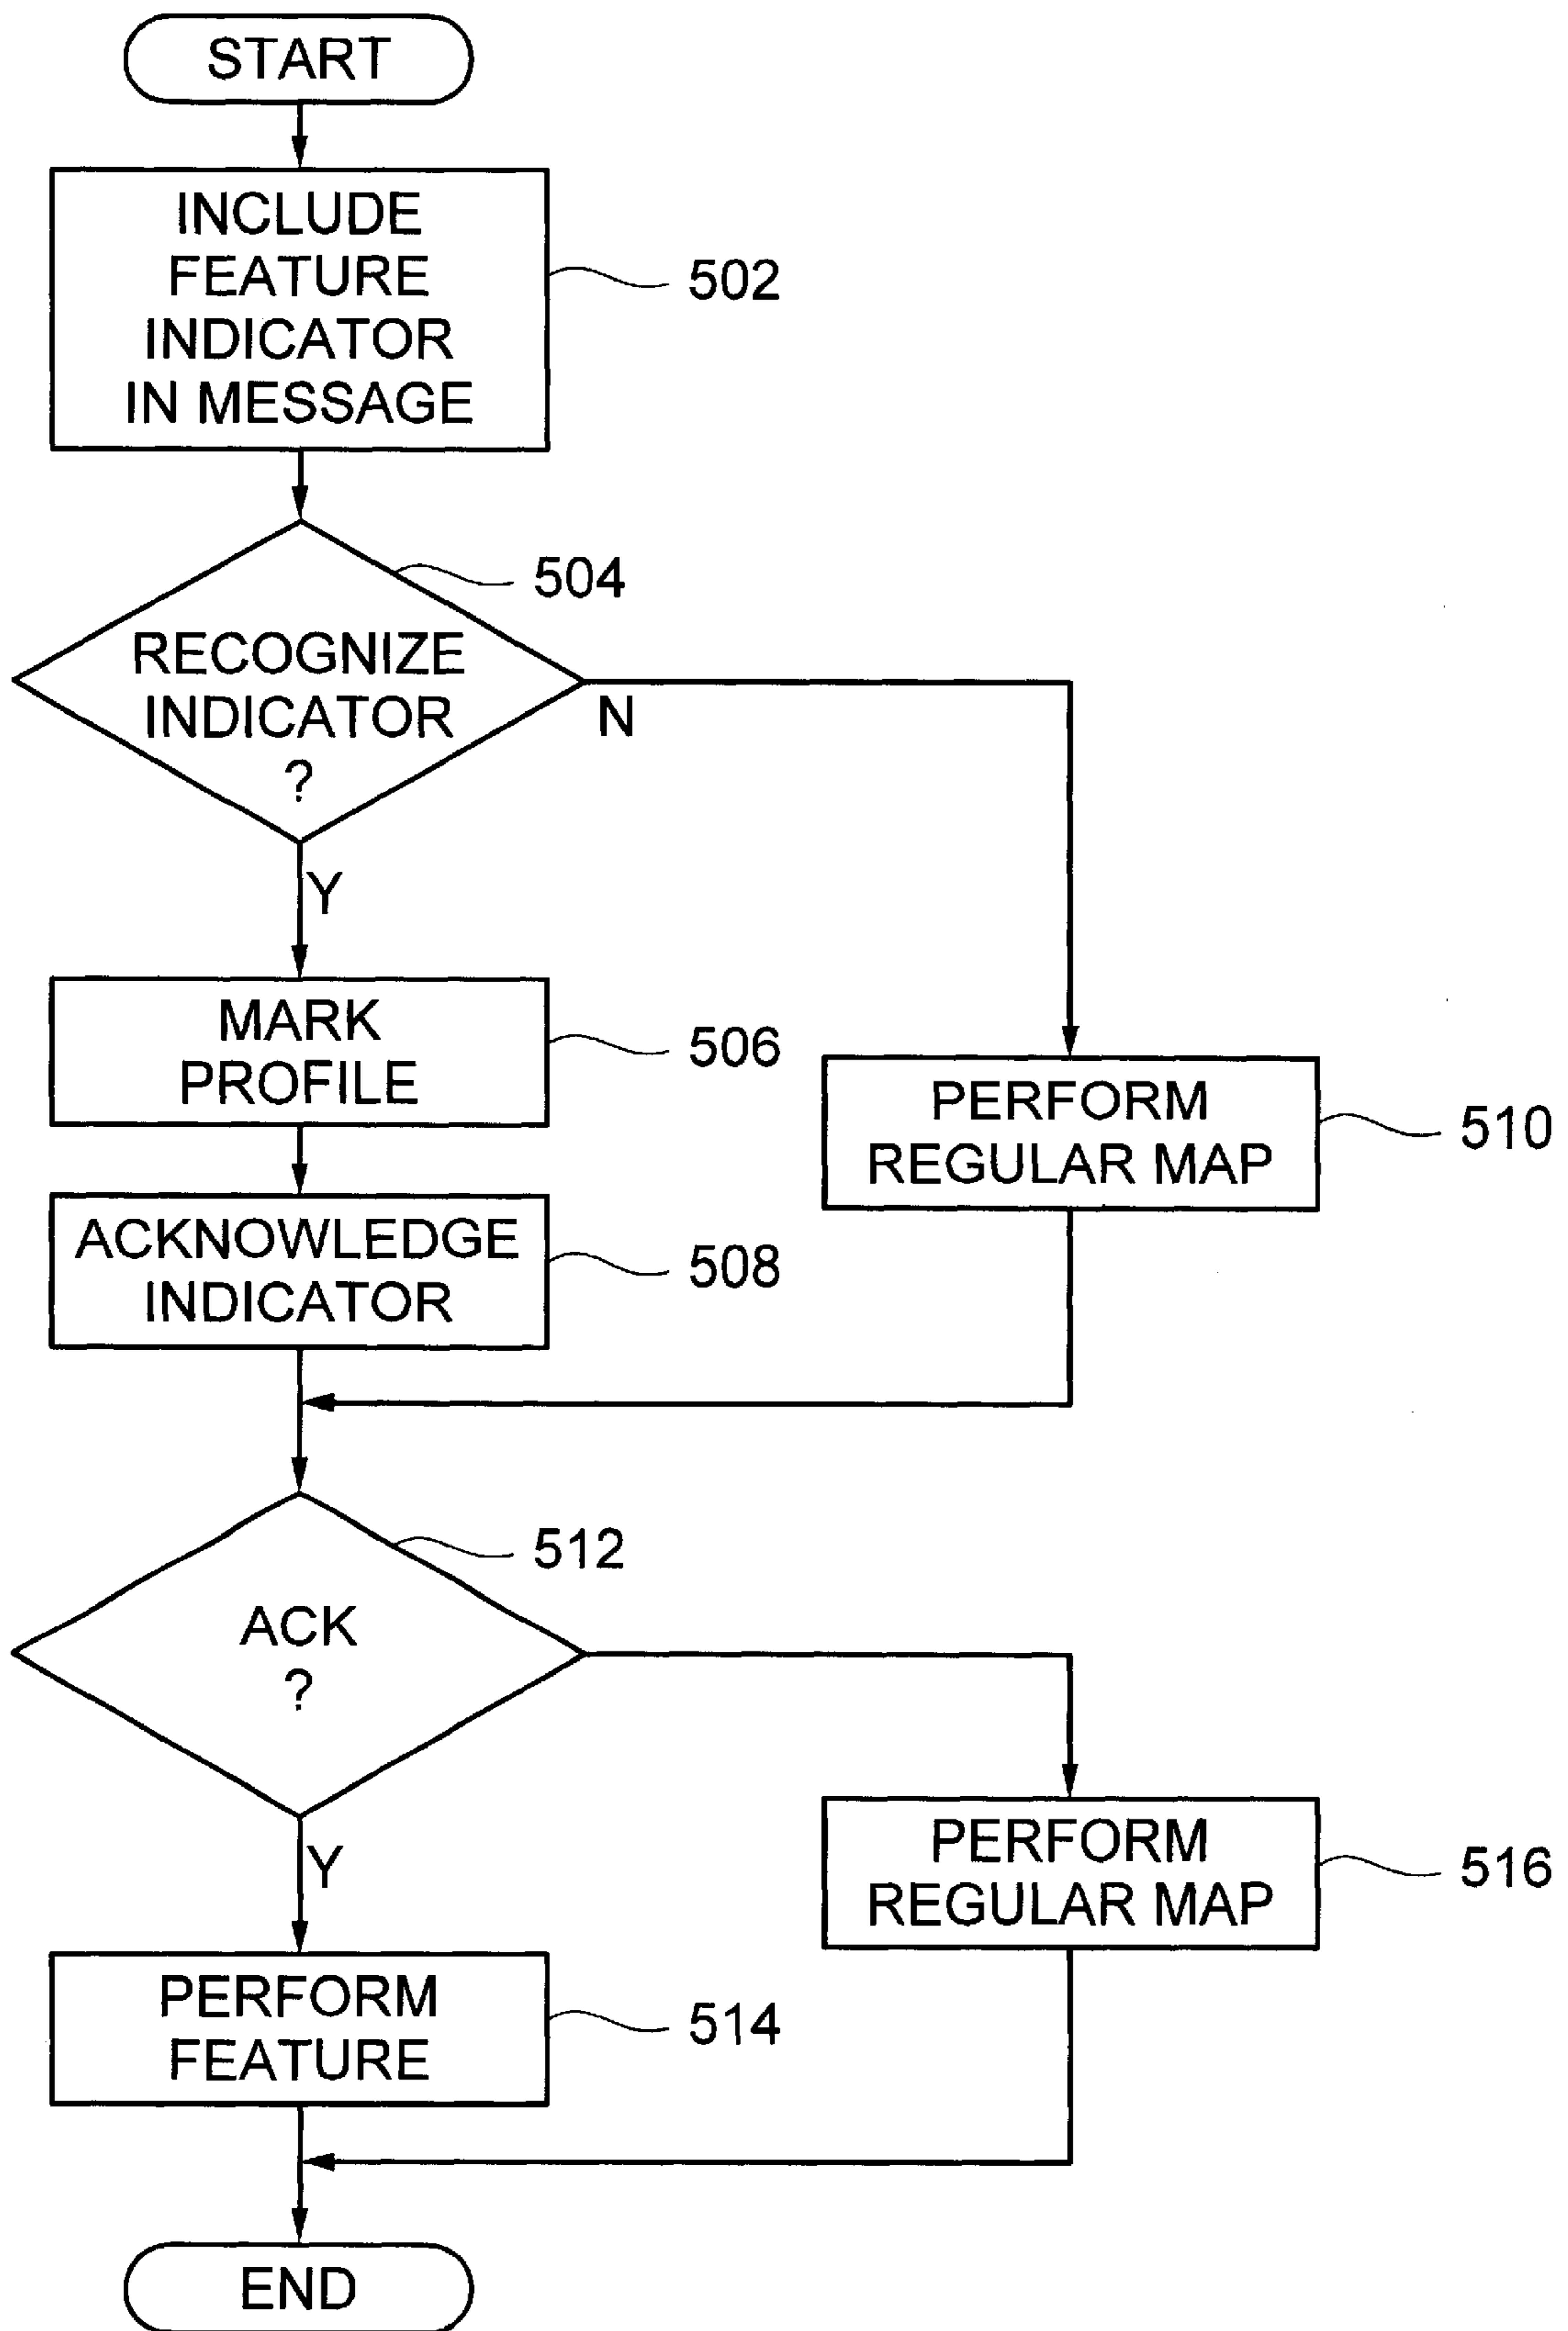 START
INCLUDE
FEATURE
INDICATOR
IN MESSAGE
502
504
RECOGNIZE
INDICATOR
?
N
Y
MARK
PROFILE
506
PERFORM
REGULAR MAP
510
ACKNOWLEDGE
INDICATOR
508
512
ACK
?
Y
PERFORM
REGULAR MAP
516
PERFORM
FEATURE
514
END